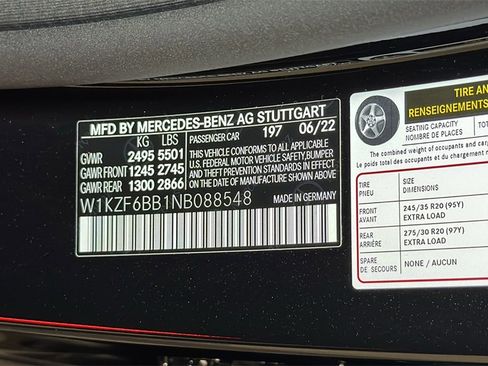 MFD BY MERCEDES-BENZ AG STUTTGART
KG LBS PASSENGER CAR 197 06/22
GVWR 2495 5501
GAWR FRONT 1245 2745
GAWR REAR 1300 2866
THIS VEHICLE CONFORMS TO ALL APPLICABLE
U.S. FEDERAL MOTOR VEHICLE SAFETY, BUMPER
AND THEFT PREVENTION STANDARDS IN EFFECT
ON THE DATE OF MANUFACTURE SHOWN ABOVE.
W1KZF6BB1NB088548
MADE IN GERMANY
TIRE AN
RENSEIGNEMENTS
SEATING CAPACITY
NOMBRE DE PLACES
TOT
The combined weight of occupants and carg
Le poids total des occupants et du chargement
TIRE
PNEU
SIZE
DIMENSIONS
FRONT
AVANT
245/35 R20 (95Y)
EXTRA LOAD
REAR
ARRIÈRE
275/30 R20 (97Y)
EXTRA LOAD
SPARE
DE SECOURS
NONE / AUCUN